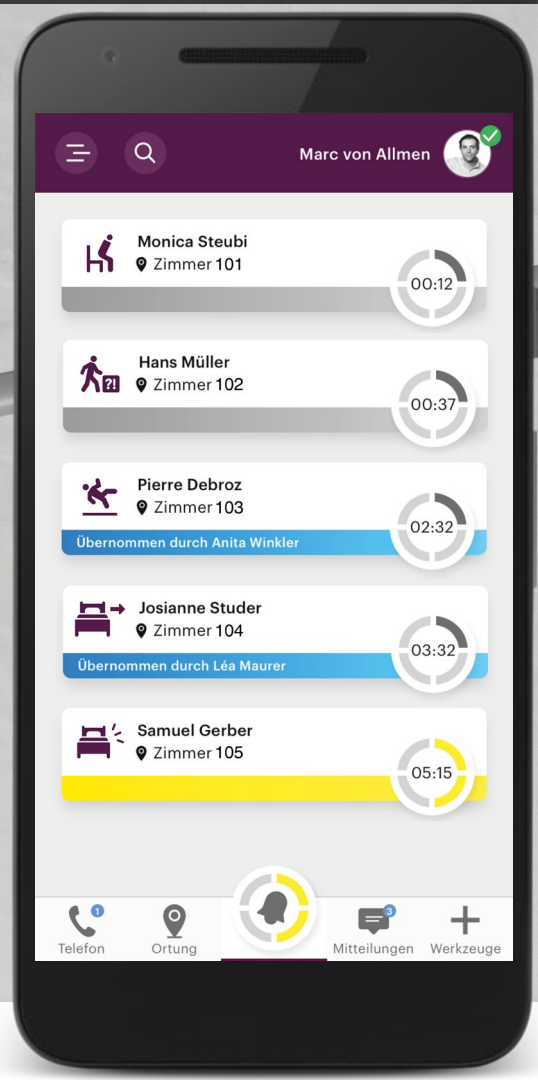 Marc von Allmen
Monica Steubi
Zimmer 101
00:12
Hans Müller
?!
Zimmer 102
00:37
Pierre Debroz
Zimmer 103
02:32
Übernommen durch Anita Winkler
Josianne Studer
Zimmer 104
03:32
Übernommen durch Léa Maurer
Samuel Gerber
Zimmer 105
05:15
1
3
Telefon
Ortung
Mitteilungen
Werkzeuge